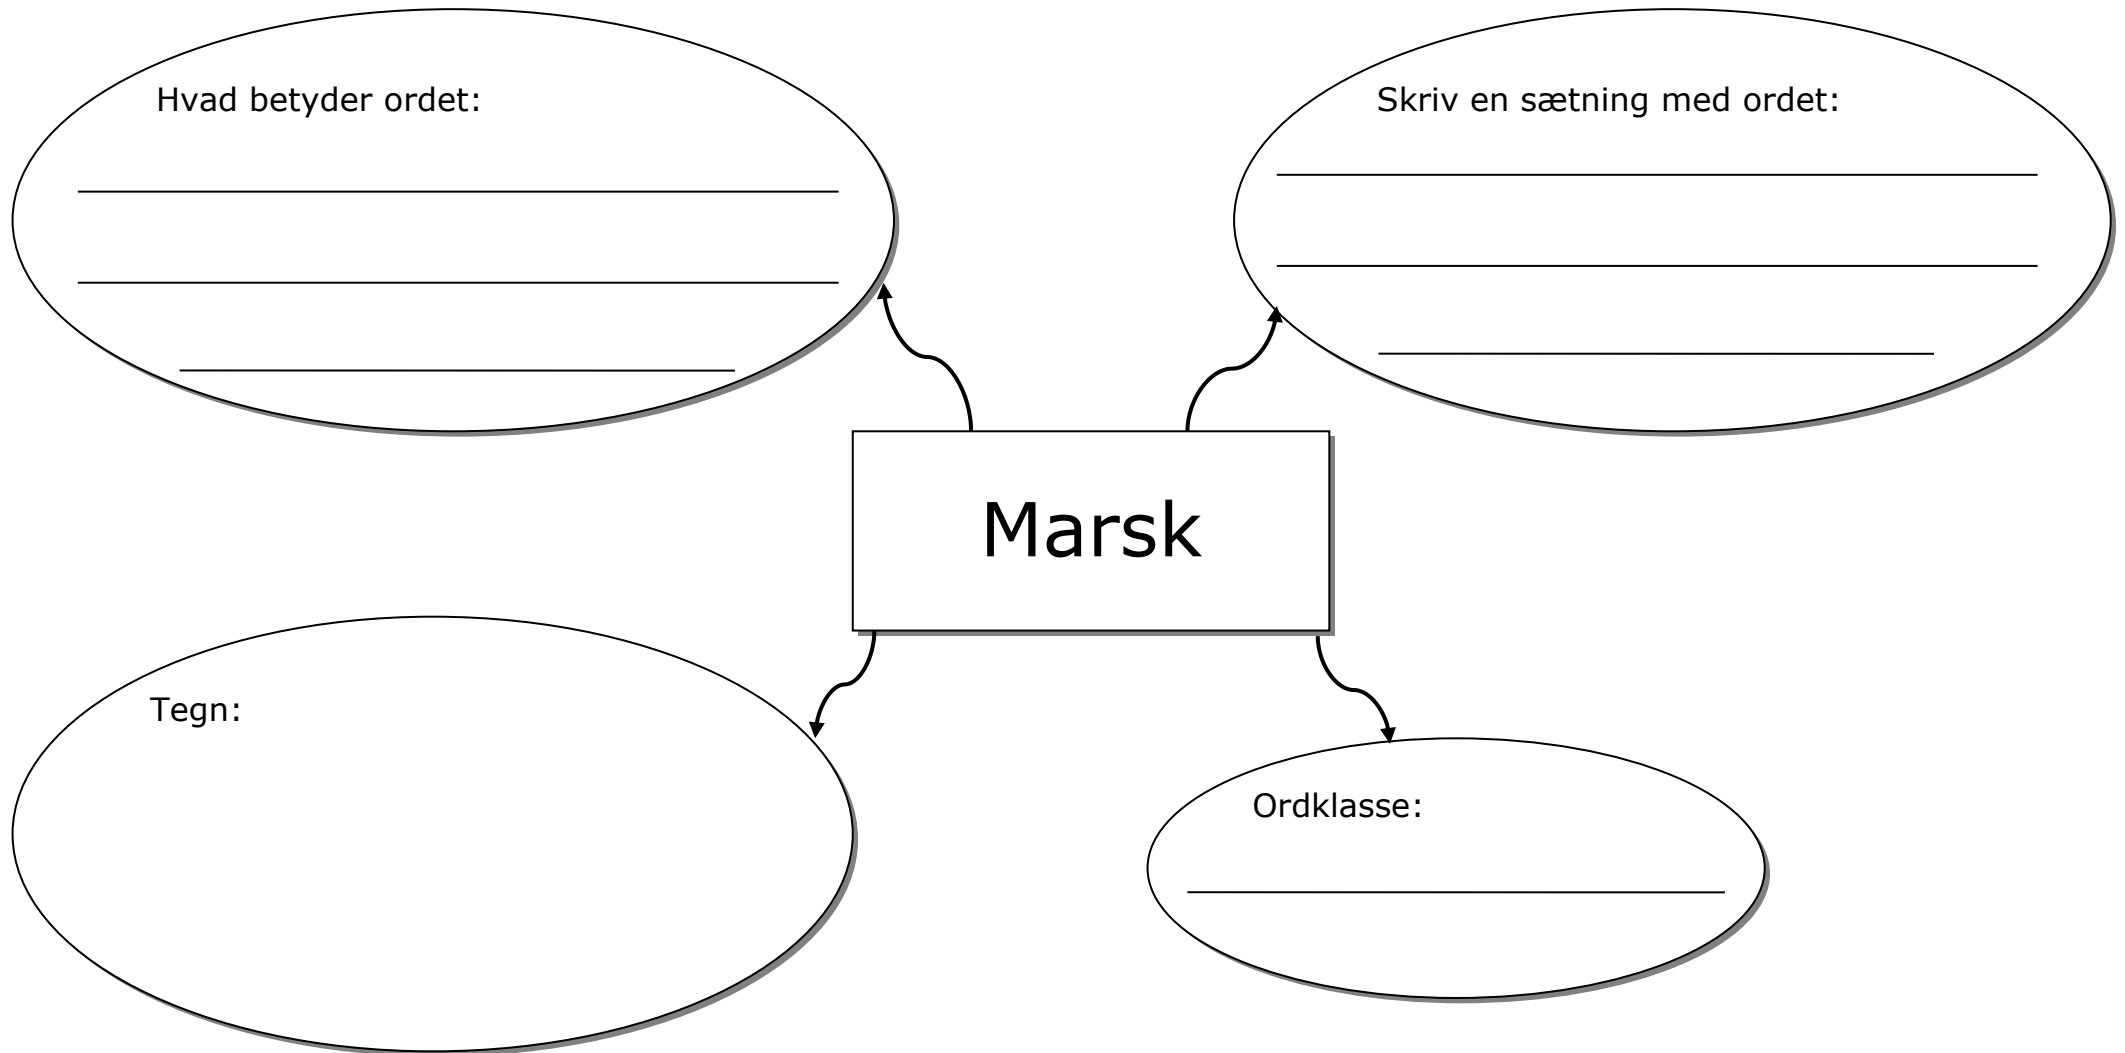 Hvad betyder ordet:
Skriv en sætning med ordet:
Marsk
Tegn:
Ordklasse: